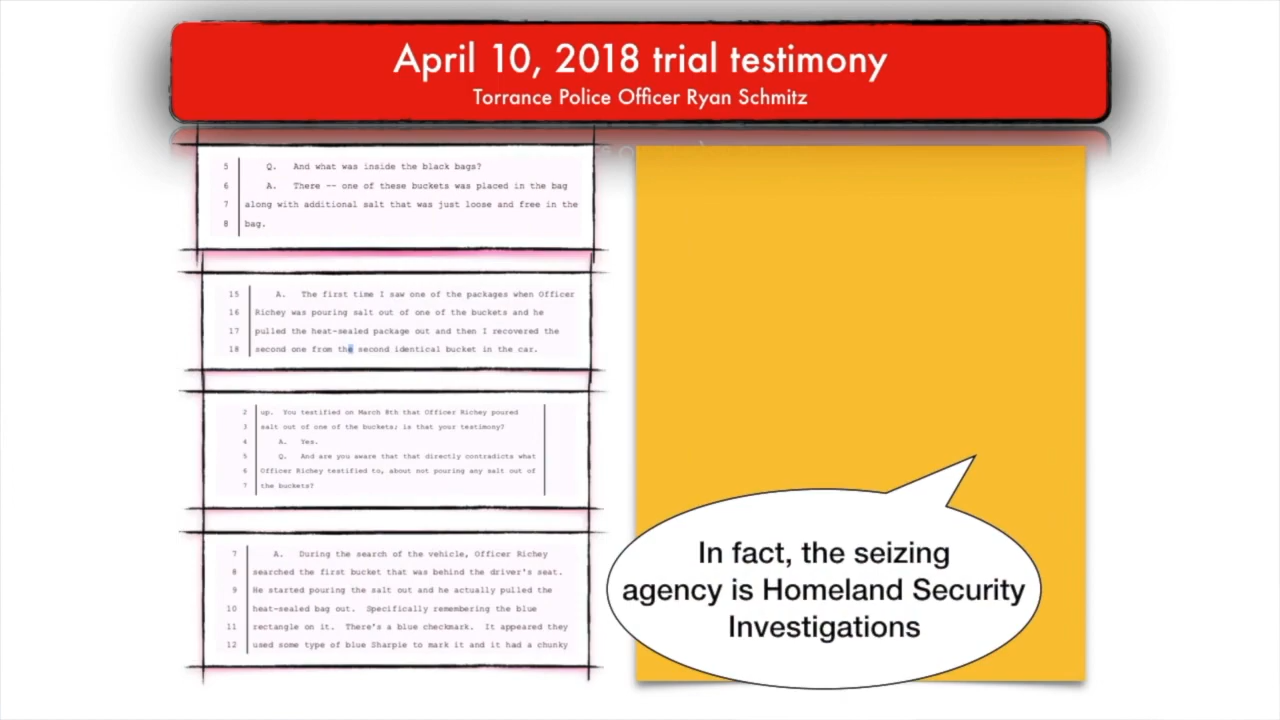 April 10, 2018 trial testimony
Torrance Police Officer Ryan Schmitz
5 Q. And what was inside the black bags?
6 A. There -- one of these buckets was placed in the bag
7 along with additional salt that was just loose and free in the
8 bag.
15 A. The first time I saw one of the packages when Officer
16 Richey was pouring salt out of one of the buckets and he
17 pulled the heat-sealed package out and then I recovered the
18 second one from the second identical bucket in the car.
2 up. You testified on March 8th that Officer Richey poured
3 salt out of one of the buckets; is that your testimony?
4 A. Yes.
5 Q. And are you aware that that directly contradicts what
6 Officer Richey testified to, about not pouring any salt out of
7 the buckets?
7 A. During the search of the vehicle, Officer Richey
8 searched the first bucket that was behind the driver's seat.
9 He started pouring the salt out and he actually pulled the
10 heat-sealed bag out. Specifically remembering the blue
11 rectangle on it. There's a blue checkmark. It appeared they
12 used some type of blue Sharpie to mark it and it had a chunky
In fact, the seizing
agency is Homeland Security
Investigations